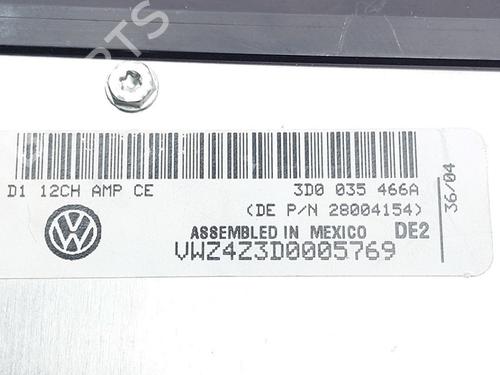 D1 12CH AMP CE 3D0 035 466A
(DE P/N 28004154)
ASSEMBLED IN MEXICO DE2
VWZ4Z3D0005769
36/04